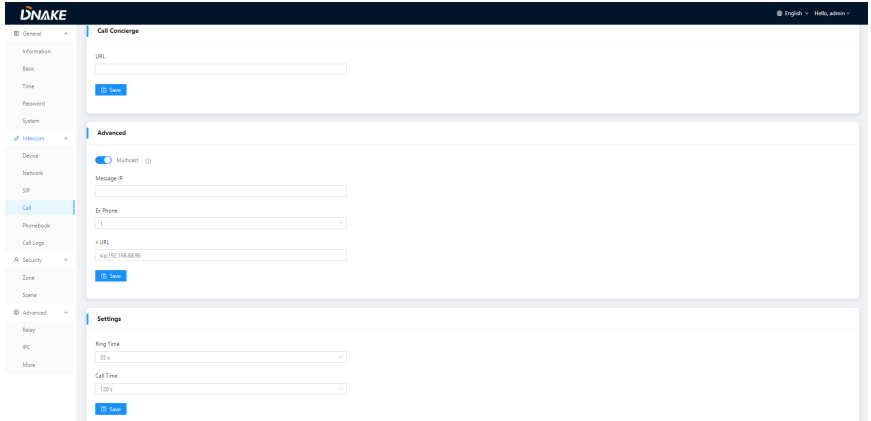 DNAKE
English
Hello, admin
General
Information
Basic
Time
Password
System
Intercom
Device
Network
SIP
Call
Phonebook
Call Logs
Security
Zone
Scene
Advanced
Relay
IPC
More
Call Concierge
URL
Save
Advanced
Multicast
Message IP
Ex Phone
1
* URL
sip:192.168.68.90
Save
Settings
Ring Time
35 s
Call Time
120 s
Save